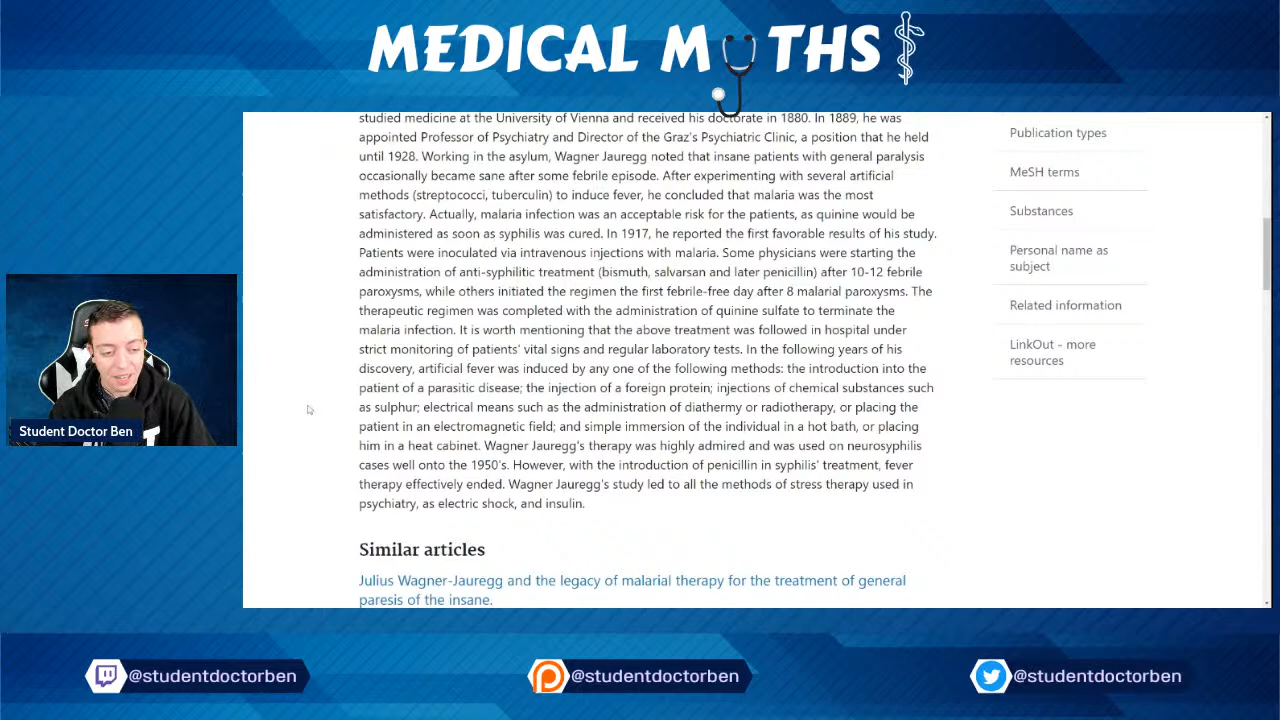 MEDICAL MYTHS
studied medicine at the University of Vienna and received his doctorate in 1880. In 1889, he was
appointed Professor of Psychiatry and Director of the Graz's Psychiatric Clinic, a position that he held
until 1928. Working in the asylum, Wagner Jauregg noted that insane patients with general paralysis
occasionally became sane after some febrile episode. After experimenting with several artificial
methods (streptococci, tuberculin) to induce fever, he concluded that malaria was the most
satisfactory. Actually, malaria infection was an acceptable risk for the patients, as quinine would be
administered as soon as syphilis was cured. In 1917, he reported the first favorable results of his study.
Patients were inoculated via intravenous injections with malaria. Some physicians were starting the
administration of anti-syphilitic treatment (bismuth, salvarsan and later penicillin) after 10-12 febrile
paroxysms, while others initiated the regimen the first febrile-free day after 8 malarial paroxysms. The
therapeutic regimen was completed with the administration of quinine sulfate to terminate the
malaria infection. It is worth mentioning that the above treatment was followed in hospital under
strict monitoring of patients' vital signs and regular laboratory tests. In the following years of his
discovery, artificial fever was induced by any one of the following methods: the introduction into the
patient of a parasitic disease; the injection of a foreign protein; injections of chemical substances such
as sulphur; electrical means such as the administration of diathermy or radiotherapy, or placing the
patient in an electromagnetic field; and simple immersion of the individual in a hot bath, or placing
him in a heat cabinet. Wagner Jauregg's therapy was highly admired and was used on neurosyphilis
cases well onto the 1950's. However, with the introduction of penicillin in syphilis' treatment, fever
therapy effectively ended. Wagner Jauregg's study led to all the methods of stress therapy used in
psychiatry, as electric shock, and insulin.
Similar articles
Julius Wagner-Jauregg and the legacy of malarial therapy for the treatment of general
paresis of the insane.
Publication types
MeSH terms
Substances
Personal name as
subject
Related information
LinkOut - more
resources
Student Doctor Ben
@studentdoctorben
@studentdoctorben
@studentdoctorben